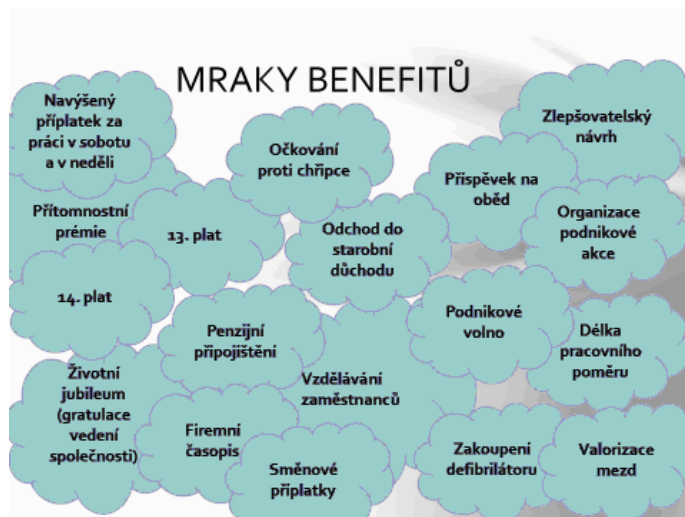 MRAKY BENEFITŮ
Navýšený
příplatek za
práci v sobotu
a v neděli
Očkování
proti chřipce
Zlepšovatelský
návrh
Příspěvek na
oběd
Přítomnostní
prémie
13. plat
Odchod do
starobní
důchodu
Organizace
podnikové
akce
14. plat
Penzijní
připojištění
Podnikové
volno
Délka
pracovního
poměru
Životní
jubileum
(gratulace
vedení
společnosti)
Vzdělávání
zaměstnanců
Firemní
časopis
Směnové
příplatky
Zakoupení
defibrilátoru
Valorizace
mezd